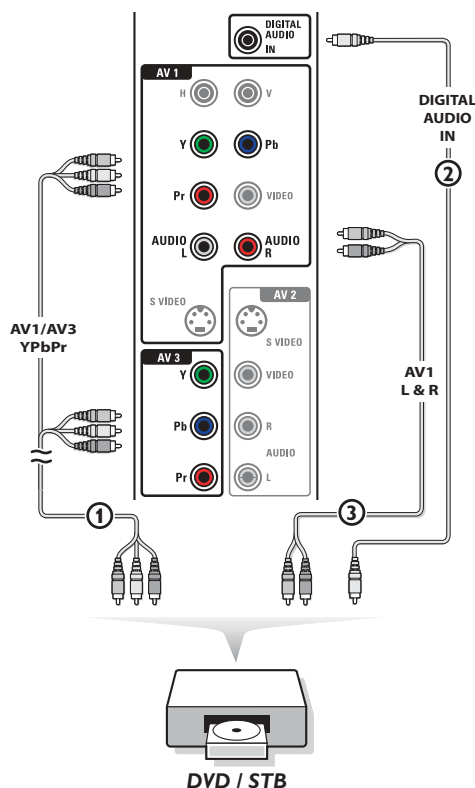 DIGITAL
AUDIO
IN
AV 1
H
V
Y
Pb
Pr
VIDEO
AUDIO
L
AUDIO
R
S VIDEO
AV 2
S VIDEO
AV 3
Y
VIDEO
Pb
R
AUDIO
Pr
L
AV1/AV3
YPbPr
DIGITAL
AUDIO
IN
2
AV1
L & R
1
3
DVD / STB